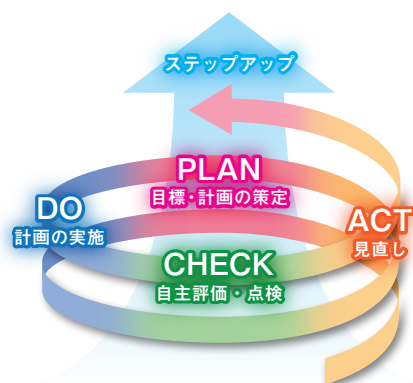 ステップアップ
PLAN
目標・計画の策定
DO
計画の実施
ACT
見直し
CHECK
自主評価・点検